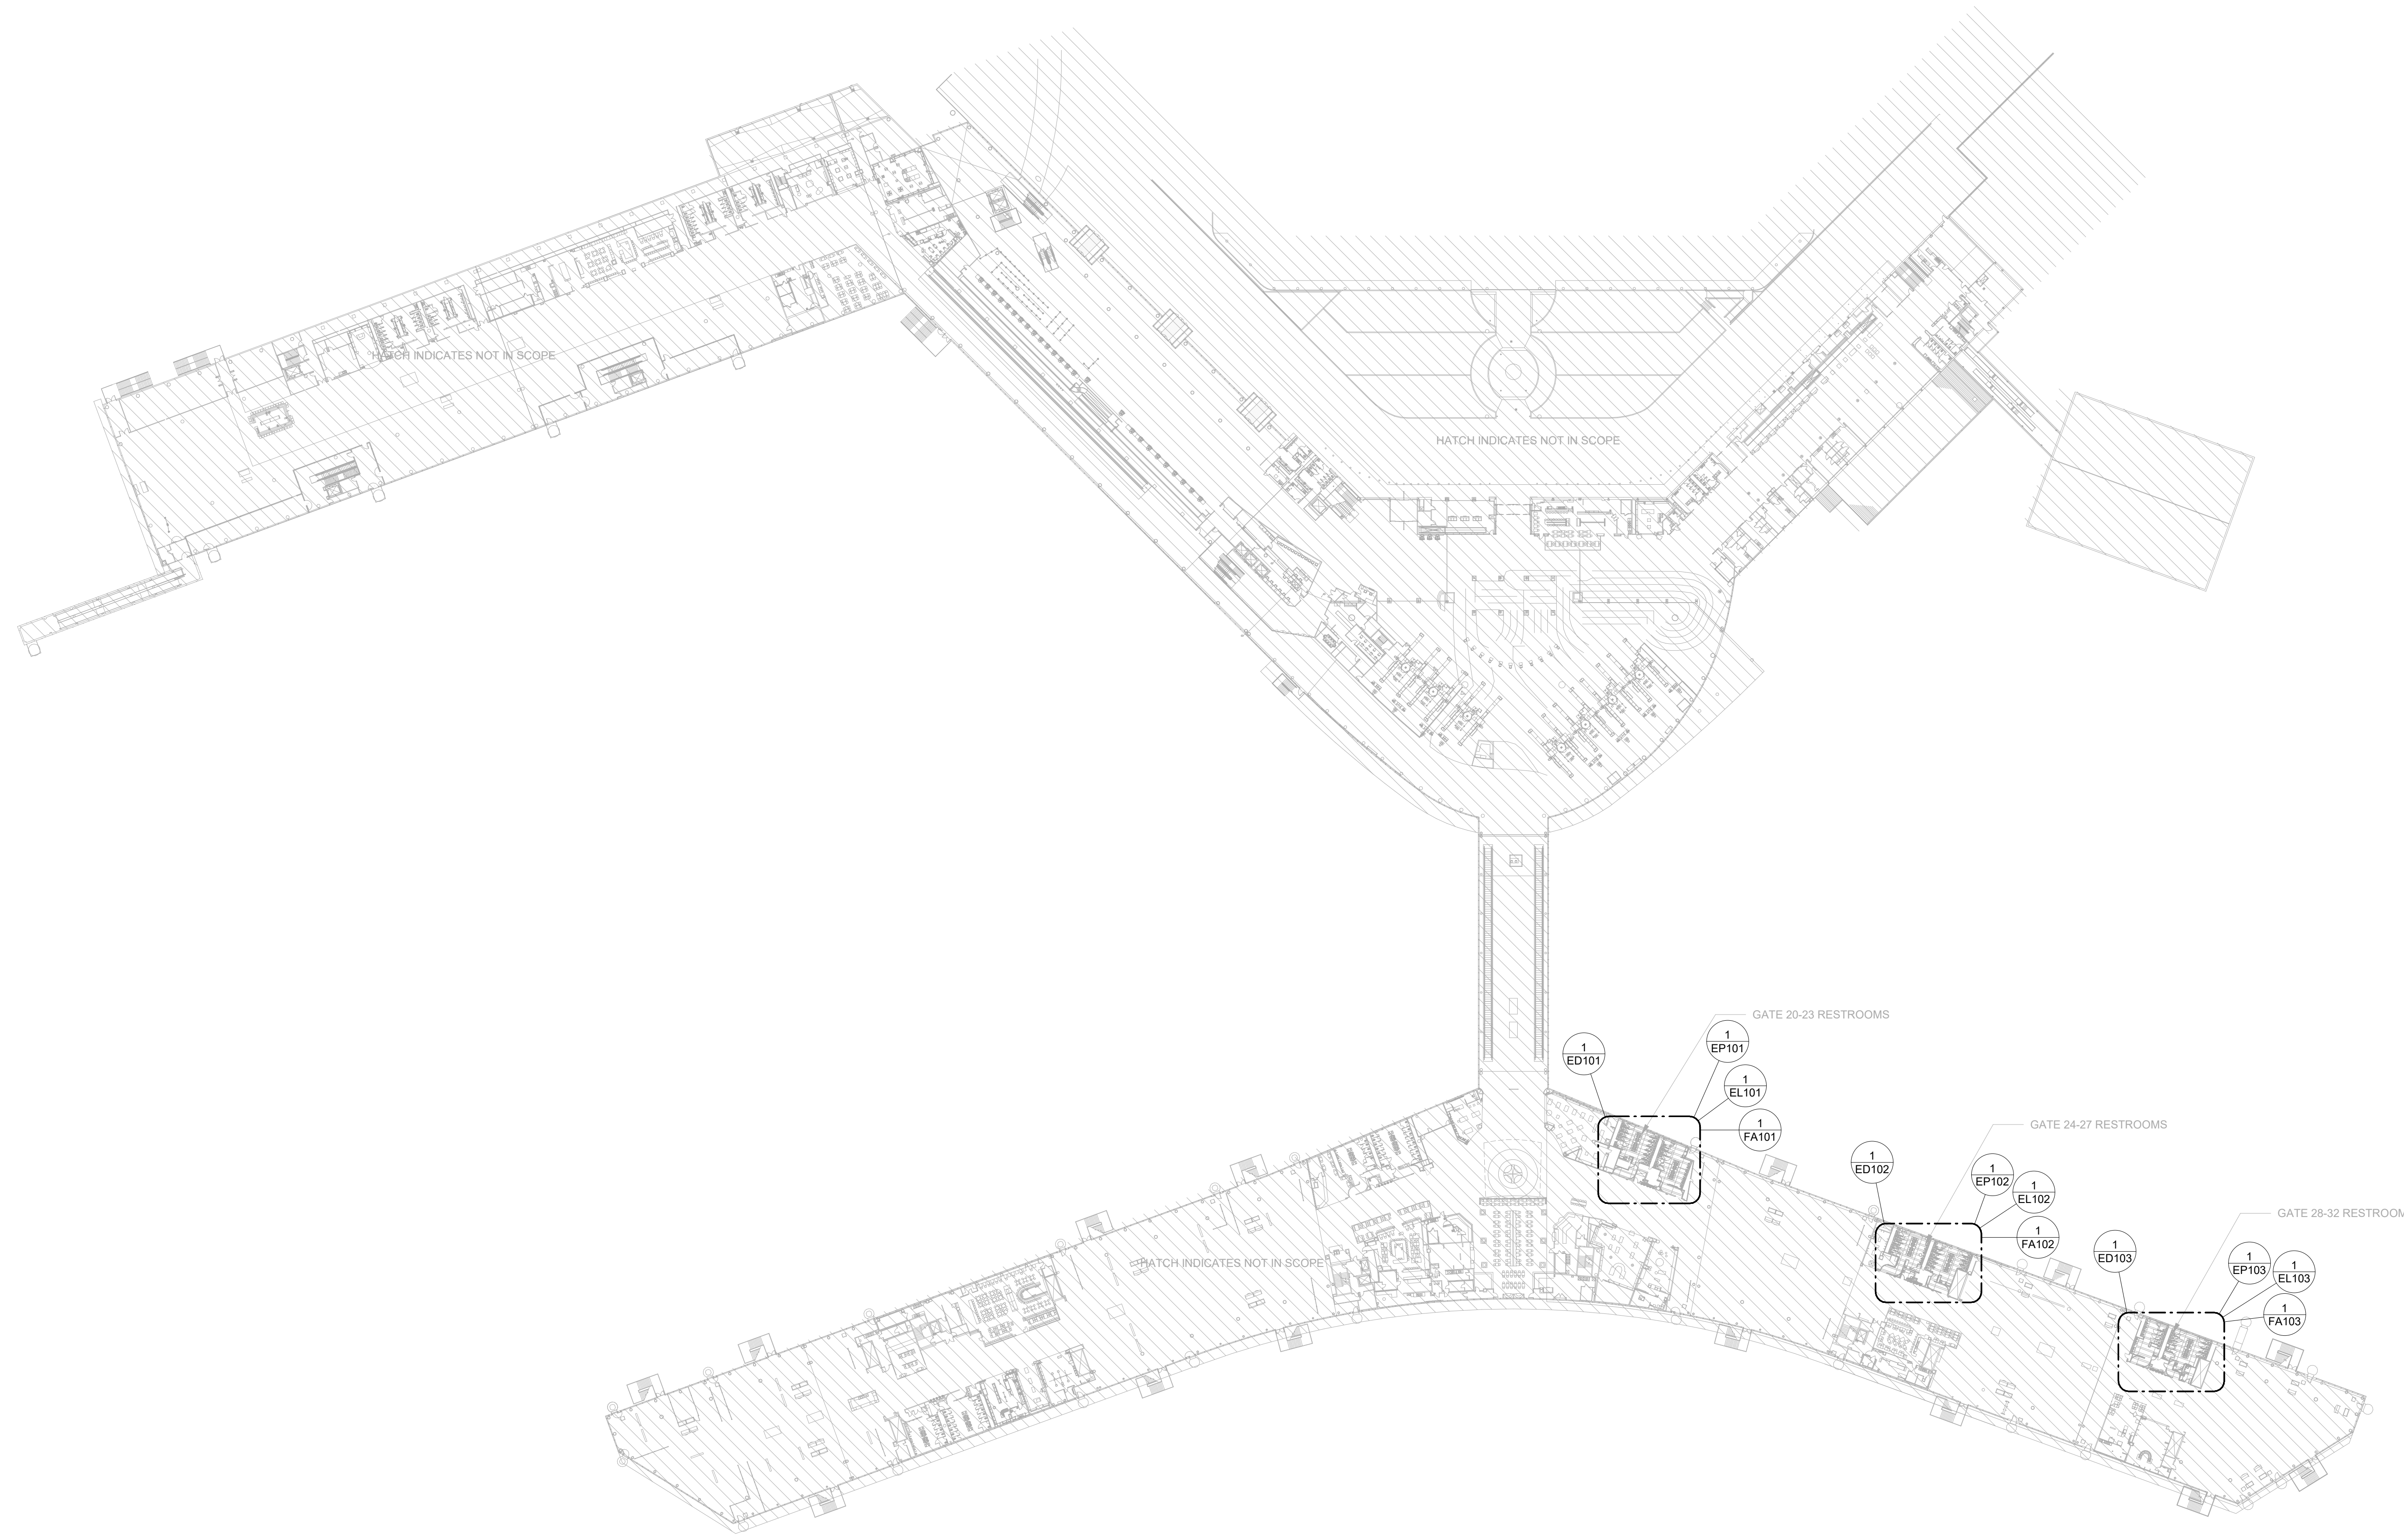 HATCH INDICATES NOT IN SCOPE
HATCH INDICATES NOT IN SCOPE
GATE 20-23 RESTROOMS
1
ED101
1
EP101
1
EL101
1
FA101
GATE 24-27 RESTROOMS
1
ED102
1
EP102
1
EL102
1
FA102
GATE 28-32 RESTROOM
1
ED103
1
EP103
1
EL103
1
FA103
HATCH INDICATES NOT IN SCOPE